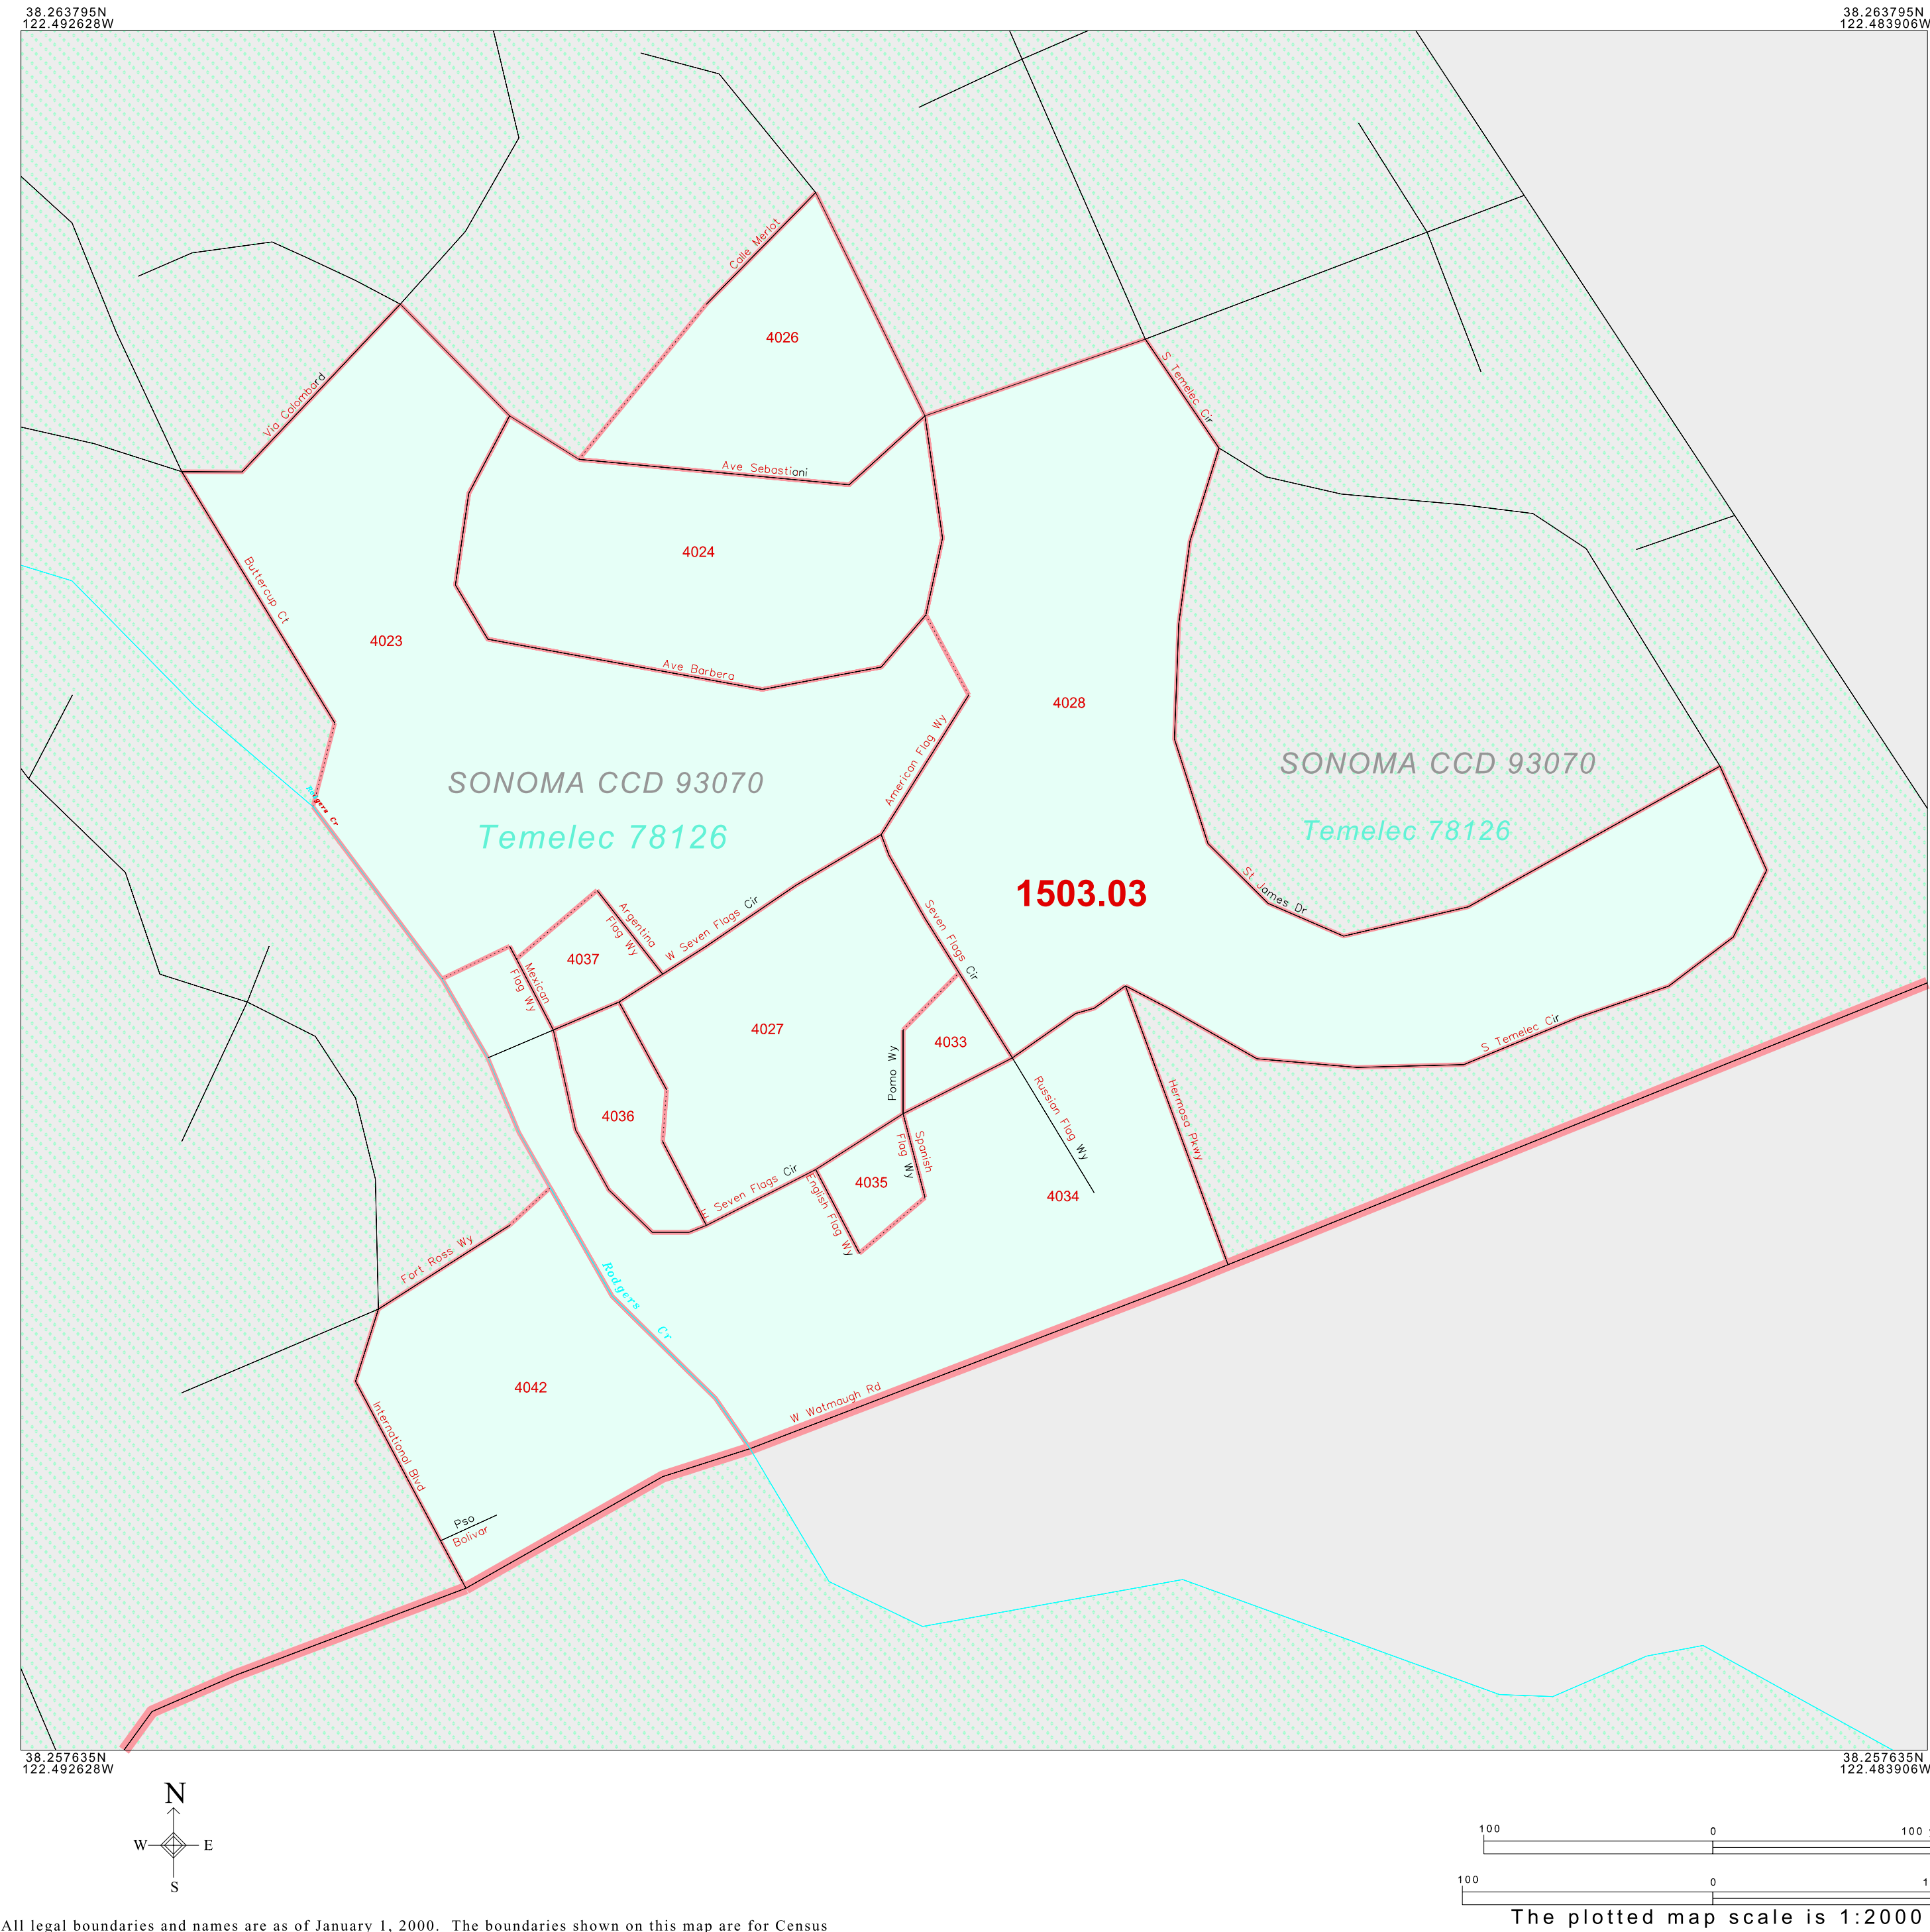 38.263795N
122.492628W
38.263795N
122.483906W
Calle Merlot
4026
Via Colombard
S Temelec Cir
Ave Sebastiani
4024
Buttercup Ct
4023
Ave Barbera
4028
American Flag Wy
SONOMA CCD 93070
Temelec 78126
SONOMA CCD 93070
Temelec 78126
Rodgers Cr
1503.03
St James Dr
Argentina
Flag Wy
W Seven Flags Cir
Seven Flags Cir
4037
Mexican
Flag Wy
4027
4033
Pomo Wy
S Temelec Cir
Russian Flag Wy
Hermosa Pkwy
4036
Spanish
Flag Wy
4035
4034
E Seven Flags Cir
English Flag Wy
Fort Ross Wy
Rodgers Cr
4042
W Watmaugh Rd
International Blvd
Pso
Bolivar
38.257635N
122.492628W
38.257635N
122.483906W
N
W E
S
100 0 100
100 0 1
The plotted map scale is 1:2000
All legal boundaries and names are as of January 1, 2000. The boundaries shown on this map are for Census